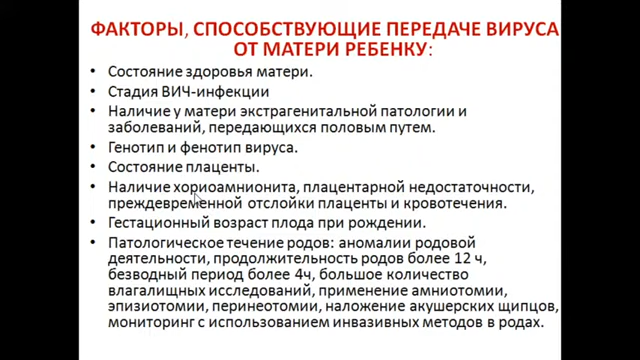 ФАКТОРЫ, СПОСОБСТВУЮЩИЕ ПЕРЕДАЧЕ ВИРУСА
ОТ МАТЕРИ РЕБЕНКУ:
• Состояние здоровья матери.
• Стадия ВИЧ-инфекции
• Наличие у матери экстрагенитальной патологии и
заболеваний, передающихся половым путем.
• Генотип и фенотип вируса.
• Состояние плаценты.
• Наличие хориоамнионита, плацентарной недостаточности,
преждевременной отслойки плаценты и кровотечения.
• Гестационный возраст плода при рождении.
• Патологическое течение родов: аномалии родовой
деятельности, продолжительность родов более 12 ч,
безводный период более 4ч, большое количество
влагалищных исследований, применение амниотомии,
эпизиотомии, перинеотомии, наложение акушерских щипцов,
мониторинг с использованием инвазивных методов в родах.